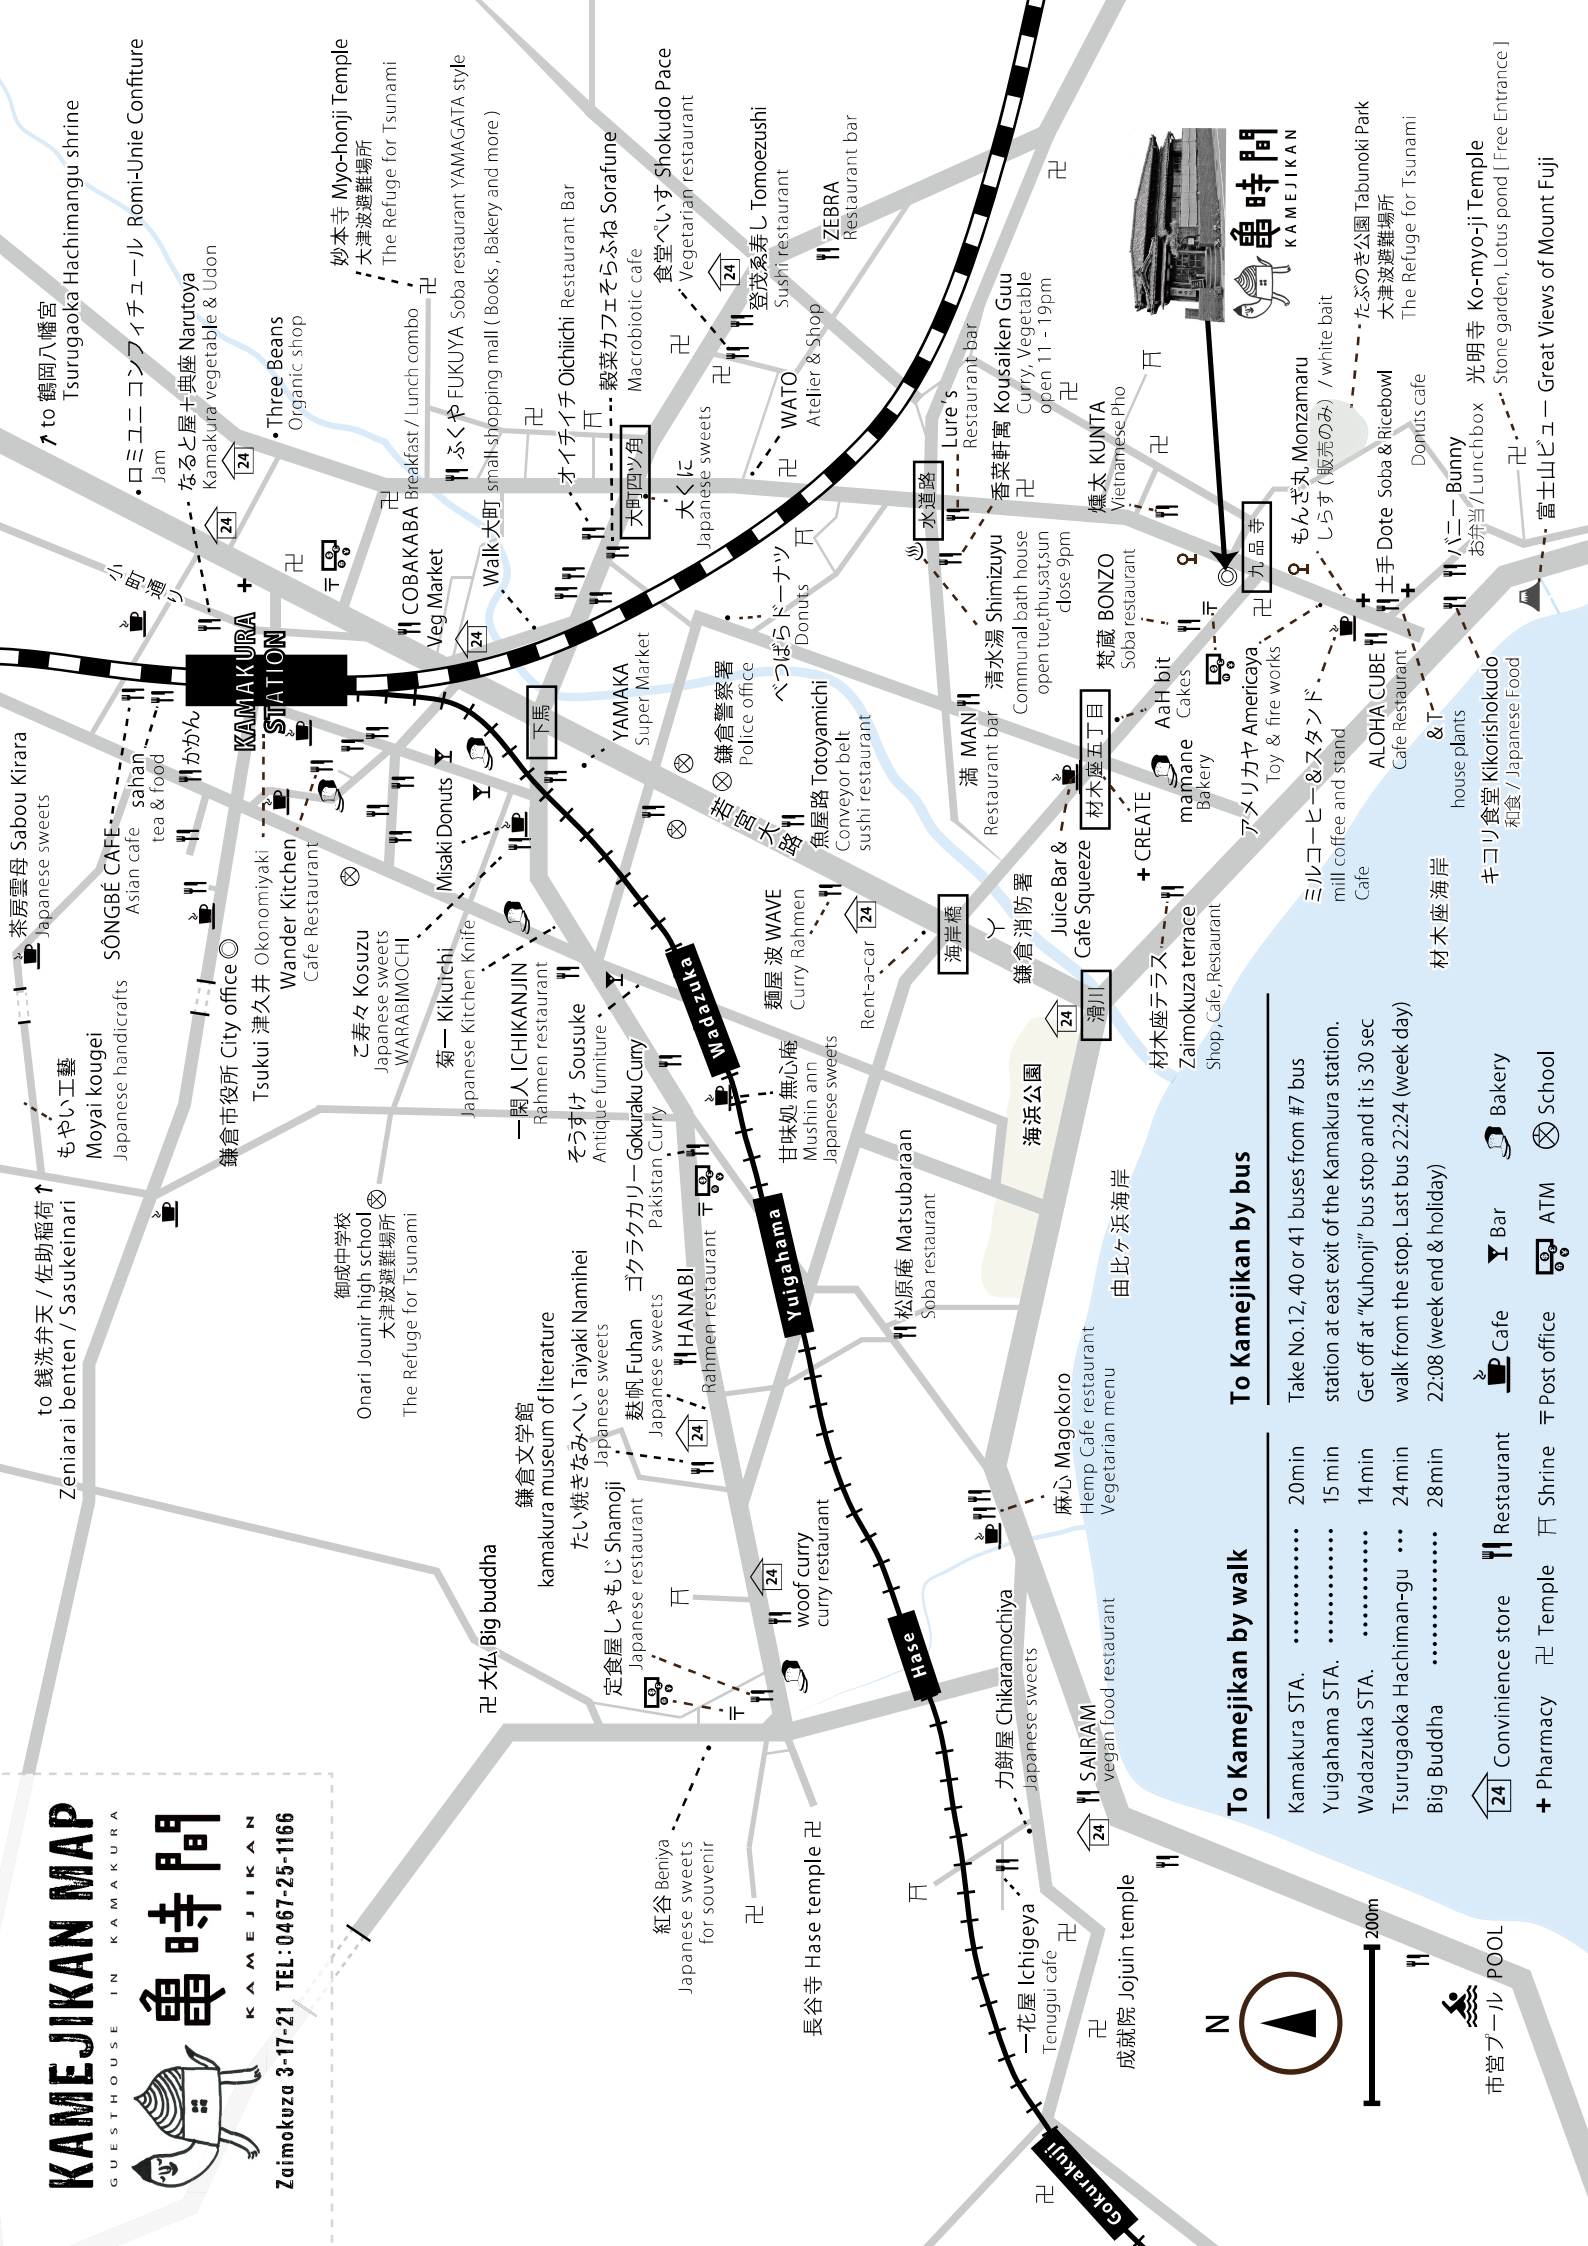 KAMEJIKAN MAP
GUESTHOUSE IN KAMAKURA
亀時間
KAMEJIKAN
Zaimokuza 3-17-21 TEL:0467-25-1166
to 銭洗弁天 / 佐助稲荷↑
Zeniarai benten / Sasukeinari
茶房雲母 Sabou Kirara
Japanese sweets
もやい工藝
Moyai kougei
Japanese handicrafts
SÔNGBÉ CAFE
Asian cafe
sahan
tea & food
かかん
↗to 鶴岡八幡宮
Tsurugaoka Hachimangu shrine
ロミユニ コンフィチュール Romi-Unie Confiture
Jam
なると屋+典座 Narutoya
Kamakura vegetable & Udon
24
24
小町通り
KAMAKURA
STATION
Three Beans
Organic shop
鎌倉市役所 City office
Tsukui 津久井 Okonomiyaki
Wander Kitchen
Cafe Restaurant
妙本寺 Myo-honji Temple
大津波避難場所
The Refuge for Tsunami
COBAKABA Breakfast / Lunch combo
Veg Market
24
ふくや FUKUYA Soba restaurant YAMAGATA style
Walk 大町 small shopping mall ( Books , Bakery and more )
御成中学校
Onari Jounir high school
大津波避難場所
The Refuge for Tsunami
こ寿々 Kosuzu
Japanese sweets
WARABIMOCHI
Misaki Donuts
菊一 Kikuichi
Japanese Kitchen Knife
一閑人 ICHIKANJIN
Rahmen restaurant
下馬
オイチイチ Oichiichi Restaurant Bar
穀菜カフェそらふね Sorafune
Macrobiotic cafe
大町四ツ角
食堂ぺいす Shokudo Pace
Vegetarian restaurant
24
登茂ゑ寿し Tomoezushi
Sushi restaurant
ZEBRA
Restaurant bar
大くに
Japanese sweets
WATO
Atelier & Shop
べつばらドーナツ
Donuts
YAMAKA
Super Market
鎌倉警察署
Police office
若宮大路
魚屋路 Totoyamichi
Conveyor belt
sushi restaurant
そうすけ Sousuke
Antique furniture
Wadazuka
麺屋 波 WAVE
Curry Rahmen
24
Rent-a-car
甘味処 無心庵
Mushin ann
Japanese sweets
ゴクラクカリー Gokuraku Curry
Pakistan Curry
大仏 Big buddha
鎌倉文学館
kamakura museum of literature
たい焼きなみへい Taiyaki Namihei
Japanese sweets
麩帆 Fuhan
Japanese sweets
HANABI
Rahmen restaurant
24
Yuigahama
定食屋しゃもじ Shamoji
Japanese restaurant
24
woof curry
curry restaurant
紅谷 Beniya
Japanese sweets
for souvenir
長谷寺 Hase temple
Hase
松原庵 Matsubaraan
Soba restaurant
水道路
Lure's
Restaurant bar
香菜軒寓 Kousaiken Guu
Curry, Vegetable
open 11 - 19pm
清水湯 Shimizuyu
Communal bath house
open tue,thu,sat,sun
close 9pm
満 MAN
Restaurant bar
燻太 KUNTA
Vietnamese Pho
梵蔵 BONZO
Soba restaurant
材木座五丁目
AaH bit
Cakes
mamane
Bakery
CREATE
Juice Bar &
Cafe Squeeze
鎌倉消防署
海岸橋
滑川
24
海浜公園
由比ヶ浜海岸
材木座テラス
Zaimokuza terrace
Shop,Cafe,Restaurant
亀時間
KAMEJIKAN
九品寺
アメリカヤ Americaya
Toy & fire works
もんざ丸 Monzamaru
しらす ( 販売のみ ) / white bait
たぶのき公園 Tabunoki Park
大津波避難場所
The Refuge for Tsunami
ミルコーヒー&スタンド
mill coffee and stand
Cafe
ALOHA CUBE
Cafe Restaurant
土手 Dote Soba & Ricebowl
Donuts cafe
& T
house plants
バニー Bunny
お弁当/Lunchbox
光明寺 Ko-myo-ji Temple
Stone garden, Lotus pond [ Free Entrance ]
キコリ食堂 Kikorishokudo
和食 / Japanese Food
富士山ビュー Great Views of Mount Fuji
材木座海岸
麻心 Magokoro
Hemp Cafe restaurant
Vegetarian menu
力餅屋 Chikaramochiya
Japanese sweets
SAIRAM
vegan food restaurant
24
一花屋 Ichigeya
Tenugui cafe
成就院 Jojuin temple
Gokurakuji
市営プール POOL
N
200m
To Kamejikan by walk
Kamakura STA. ············ 20min
Yuigahama STA. ············ 15min
Wadazuka STA. ··········· 14min
Tsurugaoka Hachiman-gu ··· 24min
Big Buddha ················ 28min
To Kamejikan by bus
Take No.12, 40 or 41 buses from #7 bus
station at east exit of the Kamakura station.
Get off at “Kuhonji” bus stop and it is 30 sec
walk from the stop. Last bus 22:24 (week day)
22:08 (week end & holiday)
24 Convinience store
Restaurant
Cafe
Bar
Bakery
Pharmacy
Temple
Shrine
〒Post office
ATM
School